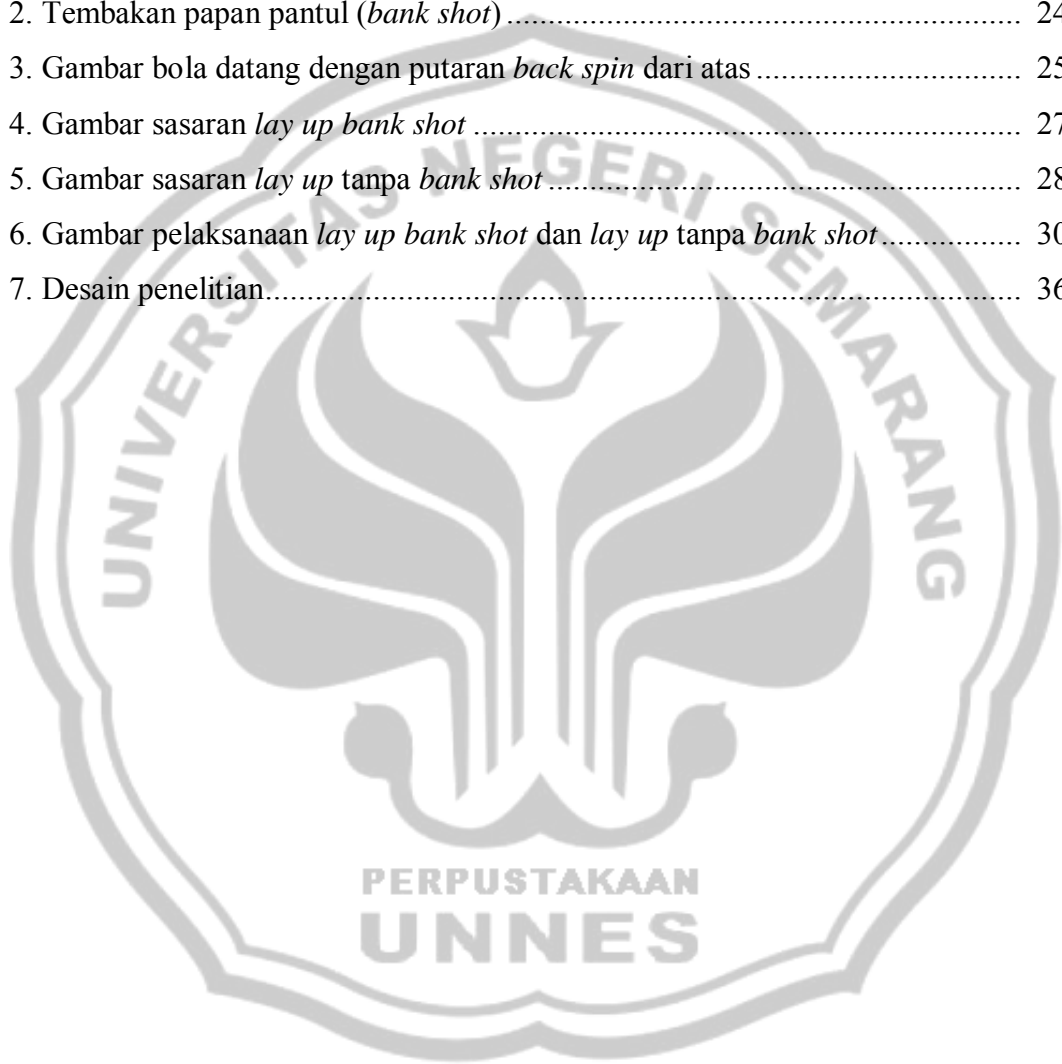 2. Tembakan papan pantul (bank shot) ........................................................................ 24
3. Gambar bola datang dengan putaran back spin dari atas ..................................... 25
4. Gambar sasaran lay up bank shot ............................................................................. 27
5. Gambar sasaran lay up tanpa bank shot ................................................................... 28
6. Gambar pelaksanaan lay up bank shot dan lay up tanpa bank shot ................... 30
7. Desain penelitian......................................................................................................... 36
UNIVERSITAS NEGERI SEMARANG
PERPUSTAKAAN
UNNES